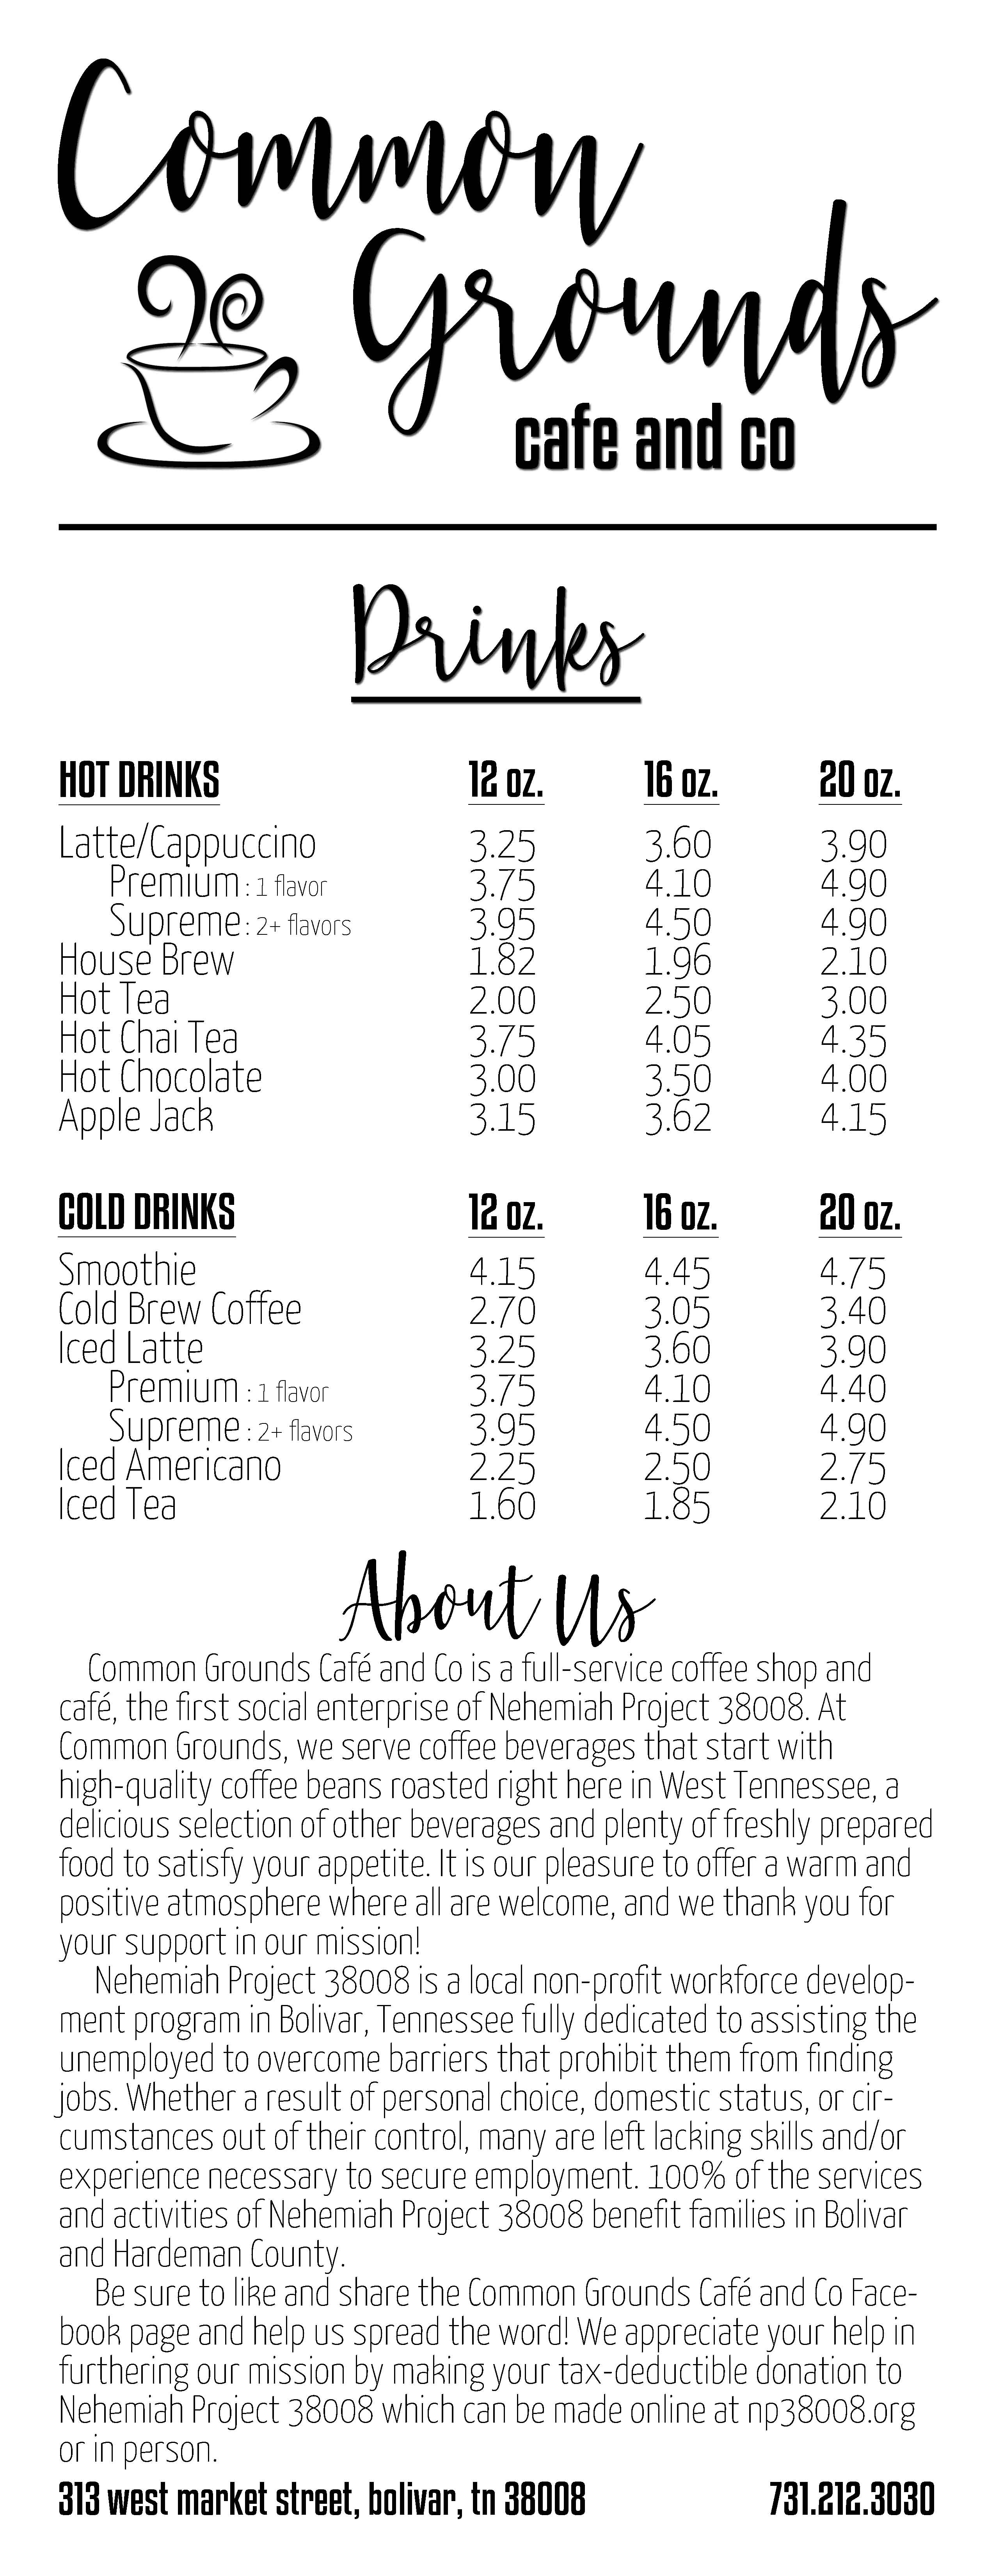 Common
Grounds
cafe and co
Drinks
HOT DRINKS 12 oz. 16 oz. 20 oz.
Latte/Cappuccino 3.25 3.60 3.90
Premium : 1 flavor 3.75 4.10 4.90
Supreme : 2+ flavors 3.95 4.50 4.90
House Brew 1.82 1.96 2.10
Hot Tea 2.00 2.50 3.00
Hot Chai Tea 3.75 4.05 4.35
Hot Chocolate 3.00 3.50 4.00
Apple Jack 3.15 3.62 4.15
COLD DRINKS 12 oz. 16 oz. 20 oz.
Smoothie 4.15 4.45 4.75
Cold Brew Coffee 2.70 3.05 3.40
Iced Latte 3.25 3.60 3.90
Premium : 1 flavor 3.75 4.10 4.40
Supreme : 2+ flavors 3.95 4.50 4.90
Iced Americano 2.25 2.50 2.75
Iced Tea 1.60 1.85 2.10
About Us
Common Grounds Café and Co is a full-service coffee shop and
café, the first social enterprise of Nehemiah Project 38008. At
Common Grounds, we serve coffee beverages that start with
high-quality coffee beans roasted right here in West Tennessee, a
delicious selection of other beverages and plenty of freshly prepared
food to satisfy your appetite. It is our pleasure to offer a warm and
positive atmosphere where all are welcome, and we thank you for
your support in our mission!
Nehemiah Project 38008 is a local non-profit workforce develop-
ment program in Bolivar, Tennessee fully dedicated to assisting the
unemployed to overcome barriers that prohibit them from finding
jobs. Whether a result of personal choice, domestic status, or cir-
cumstances out of their control, many are left lacking skills and/or
experience necessary to secure employment. 100% of the services
and activities of Nehemiah Project 38008 benefit families in Bolivar
and Hardeman County.
Be sure to like and share the Common Grounds Café and Co Face-
book page and help us spread the word! We appreciate your help in
furthering our mission by making your tax-deductible donation to
Nehemiah Project 38008 which can be made online at np38008.org
or in person.
313 west market street, bolivar, tn 38008 731.212.3030